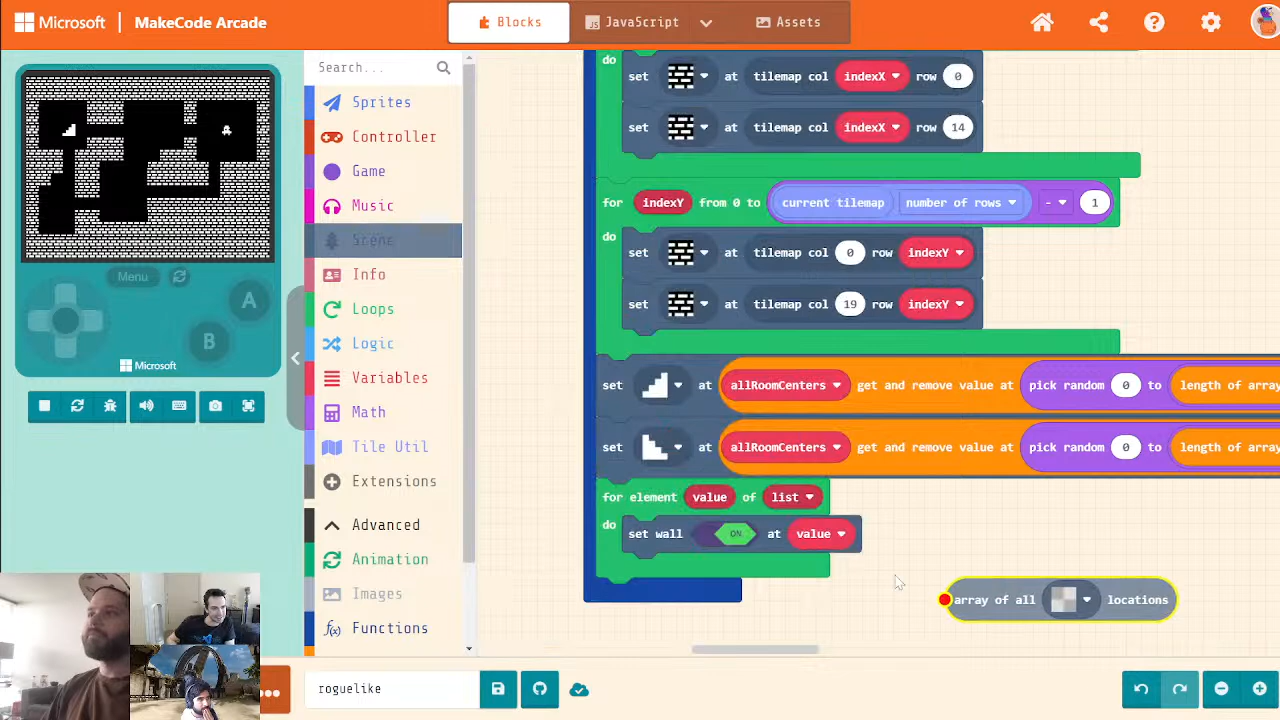 Microsoft MakeCode Arcade Blocks JavaScript Assets
Search...
Sprites
Controller
Game
Music
Scene
Info
Loops
Logic
Variables
Math
Tile Util
Extensions
Advanced
Animation
Images
Functions
Menu
A
B
Microsoft
do set at tilemap col indexX row 0
set at tilemap col indexX row 14
for indexY from 0 to current tilemap number of rows - 1
do set at tilemap col 0 row indexY
set at tilemap col 19 row indexY
set at allRoomCenters get and remove value at pick random 0 to length of array
set at allRoomCenters get and remove value at pick random 0 to length of array
for element value of list
do set wall ON at value
array of all locations
roguelike